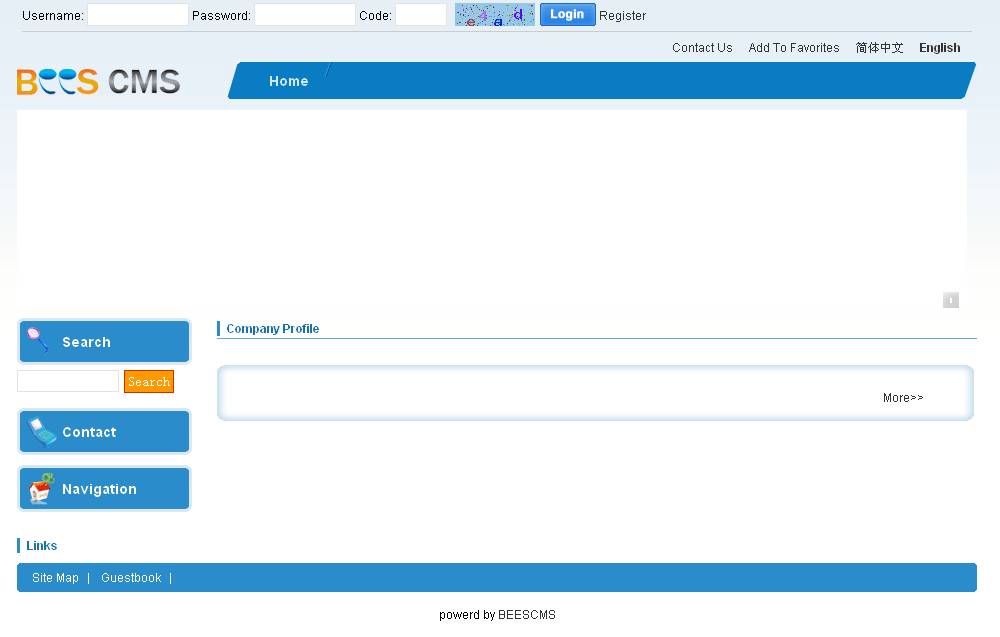 Username: Password: Code: e4ad Login Register
Contact Us Add To Favorites 简体中文 English
BEES CMS
Home
1
Search
Company Profile
Search
More>>
Contact
Navigation
Links
Site Map | Guestbook |
powerd by BEESCMS